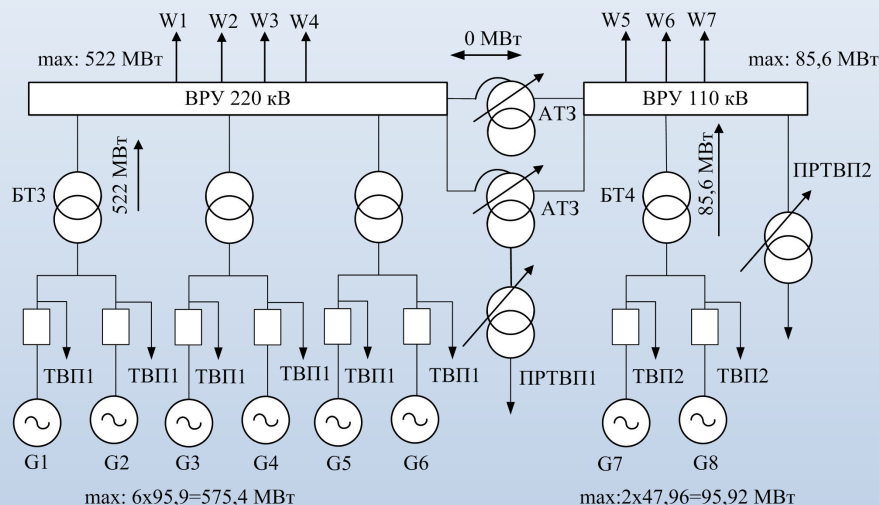 W1 W2 W3 W4 W5 W6 W7
0 МВт
max: 522 МВт max: 85,6 МВт
ВРУ 220 кВ ВРУ 110 кВ
АТЗ
ПРТВП2
522 МВт 85,6 МВт
БТ3 АТЗ БТ4
ТВП1 ТВП1 ТВП1 ТВП1 ТВП1 ТВП1 ПРТВП1 ТВП2 ТВП2
G1 G2 G3 G4 G5 G6 G7 G8
max: 6x95,9=575,4 МВт max:2x47,96=95,92 МВт